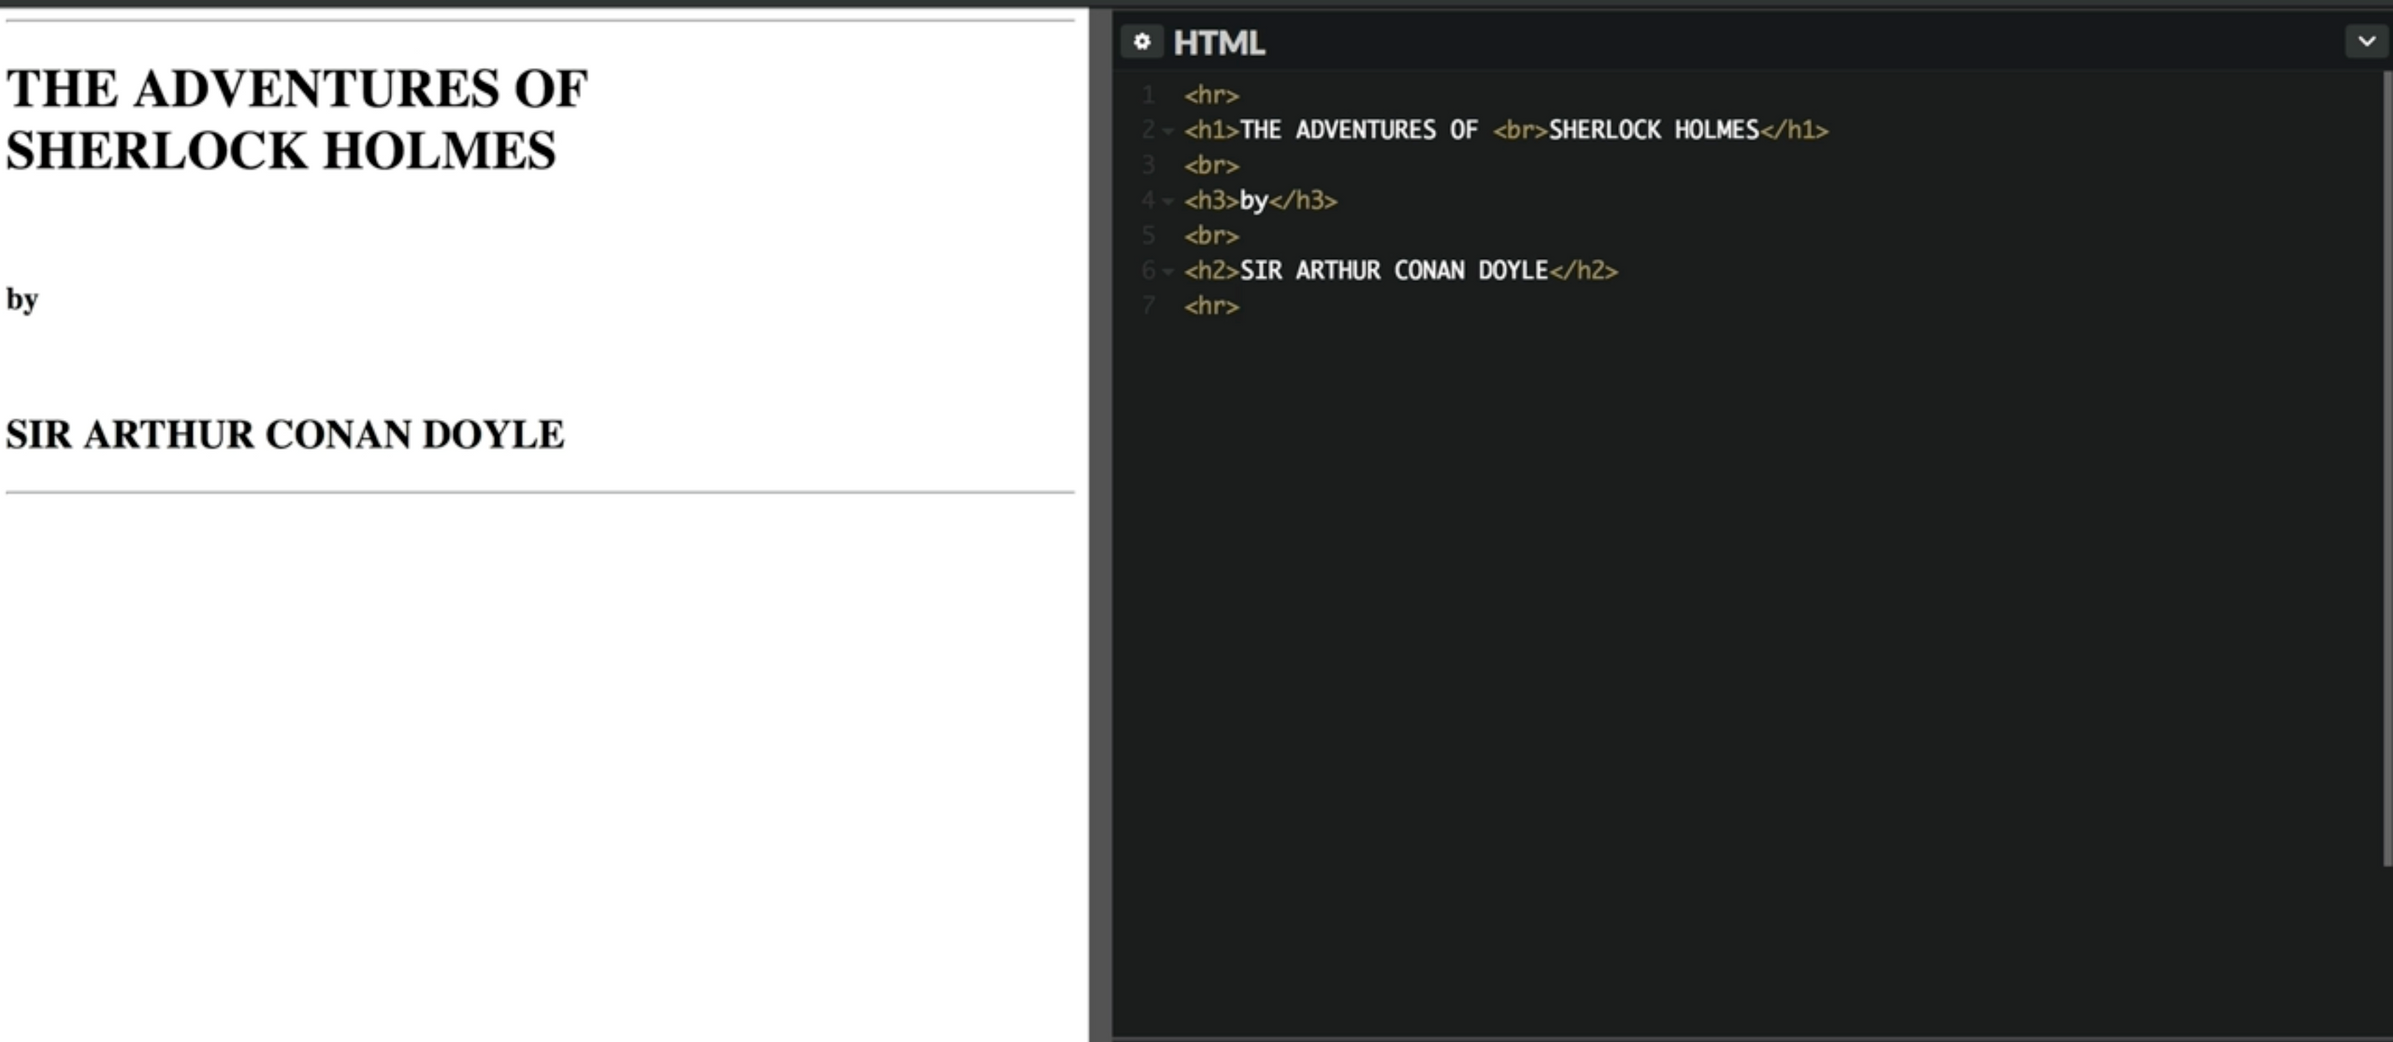 THE ADVENTURES OF
SHERLOCK HOLMES
by
SIR ARTHUR CONAN DOYLE
HTML
1 <hr>
2 <h1>THE ADVENTURES OF <br>SHERLOCK HOLMES</h1>
3 <br>
4 <h3>by</h3>
5 <br>
6 <h2>SIR ARTHUR CONAN DOYLE</h2>
7 <hr>